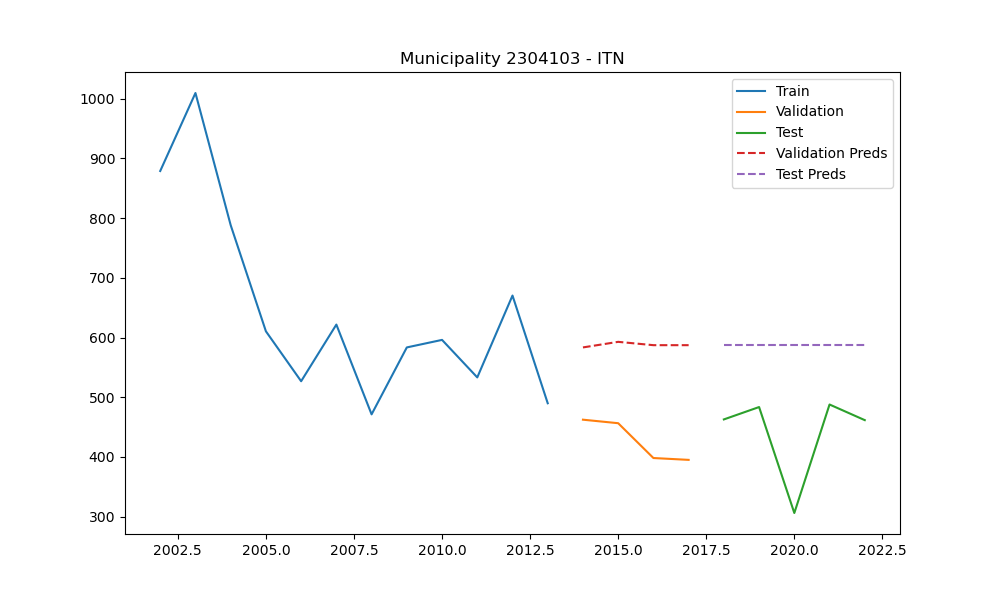 Municipality 2304103 - ITN
1000
900
800
700
600
500
400
300
2002.5 2005.0 2007.5 2010.0 2012.5 2015.0 2017.5 2020.0 2022.5
Train
Validation
Test
Validation Preds
Test Preds